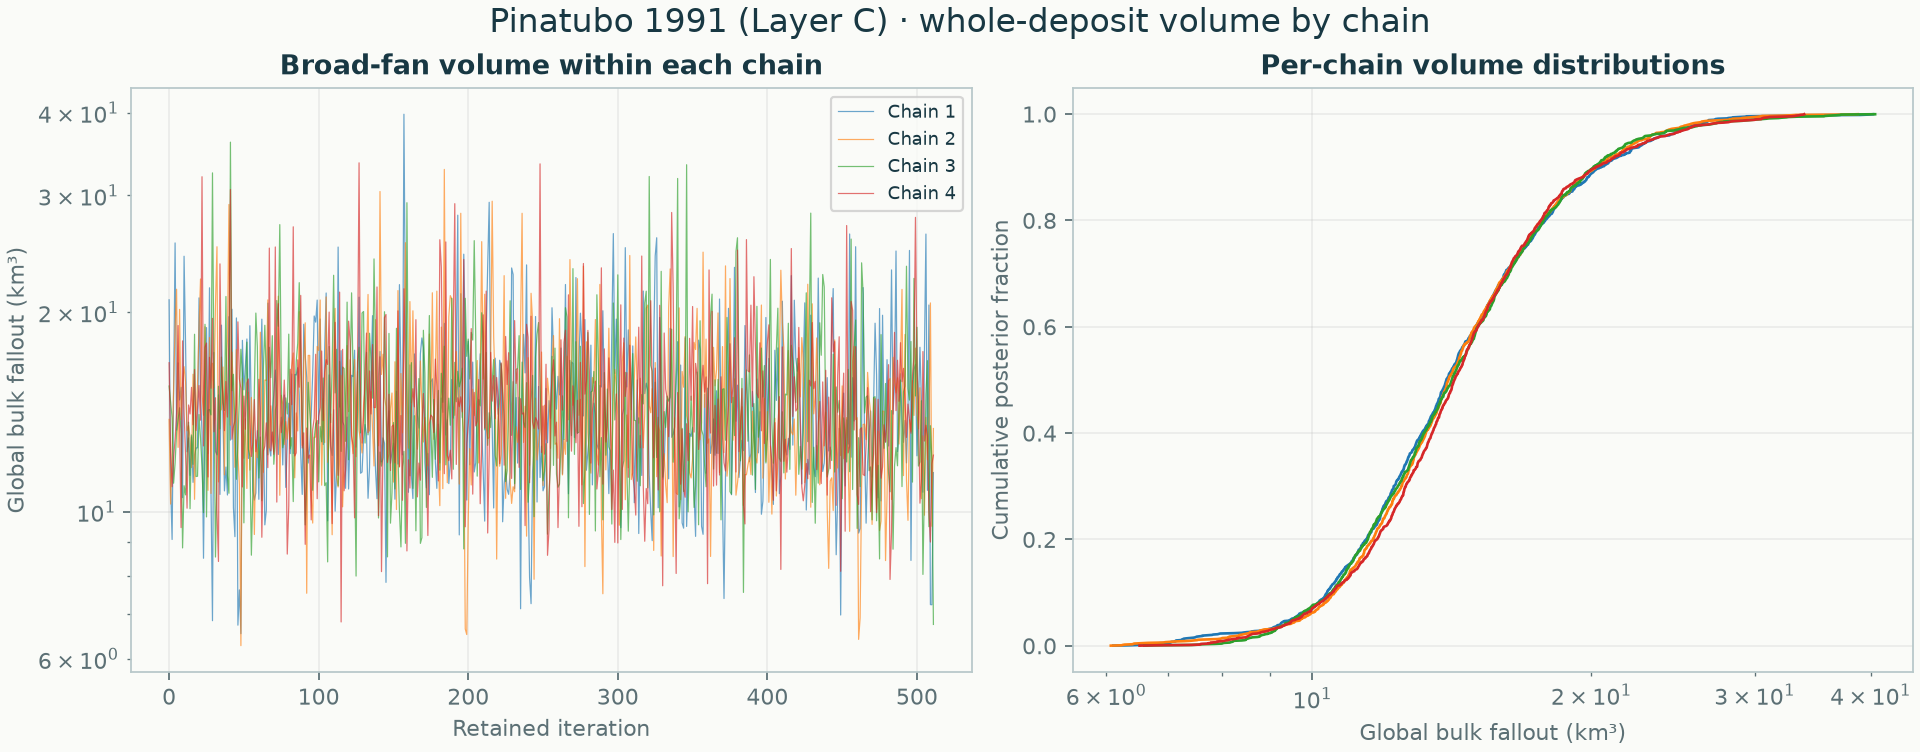 Pinatubo 1991 (Layer C) · whole-deposit volume by chain
Broad-fan volume within each chain
Global bulk fallout (km³)
4 × 10¹
3 × 10¹
2 × 10¹
10¹
6 × 10⁰
Chain 1
Chain 2
Chain 3
Chain 4
0
100
200
300
400
500
Retained iteration
Per-chain volume distributions
Cumulative posterior fraction
1.0
0.8
0.6
0.4
0.2
0.0
6 × 10⁰
10¹
2 × 10¹
3 × 10¹
4 × 10¹
Global bulk fallout (km³)